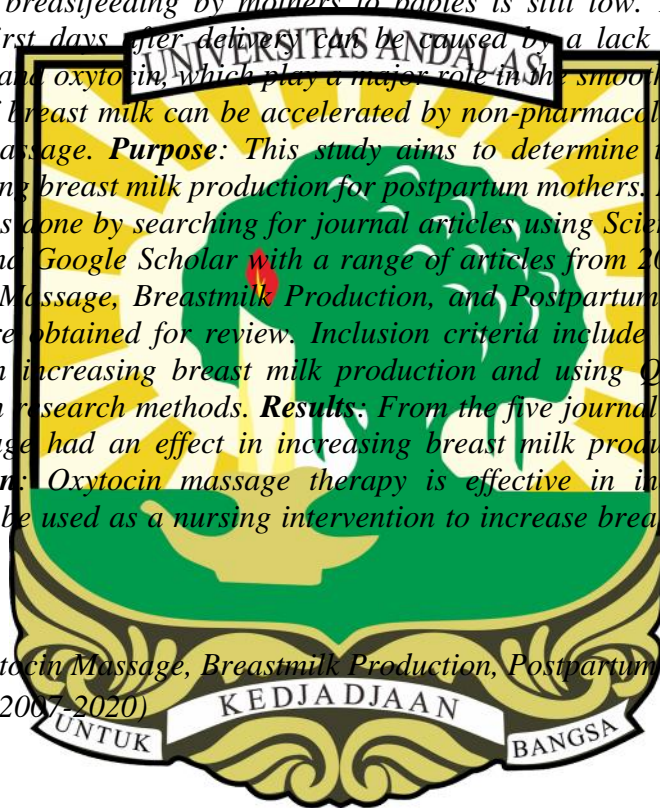 breastfeeding by mothers to babies is still low.
first days after delivery can be caused by a lack
UNIVERSITAS ANDALAS
and oxytocin, which play a major role in the smooth
breast milk can be accelerated by non-pharmacol
assage. Purpose: This study aims to determine
ng breast milk production for postpartum mothers.
s done by searching for journal articles using Scien
nd Google Scholar with a range of articles from 20
Massage, Breastmilk Production, and Postpartum
re obtained for review. Inclusion criteria include
n increasing breast milk production and using Q
n research methods. Results: From the five journal
age had an effect in increasing breast milk produ
n: Oxytocin massage therapy is effective in in
be used as a nursing intervention to increase brea
tocin Massage, Breastmilk Production, Postpartum
2007-2020)
UNTUK KEDJADJAAN BANGSA